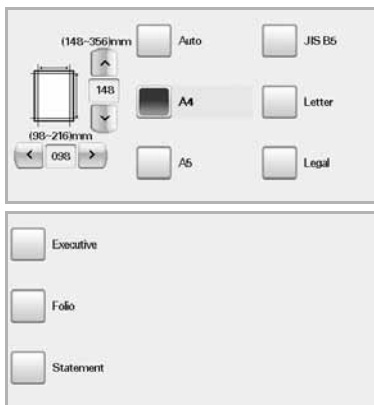 (148~356)mm
148
(98~216)mm
098
Auto
A4
A5
JIS B5
Letter
Legal
Executive
Folio
Statement